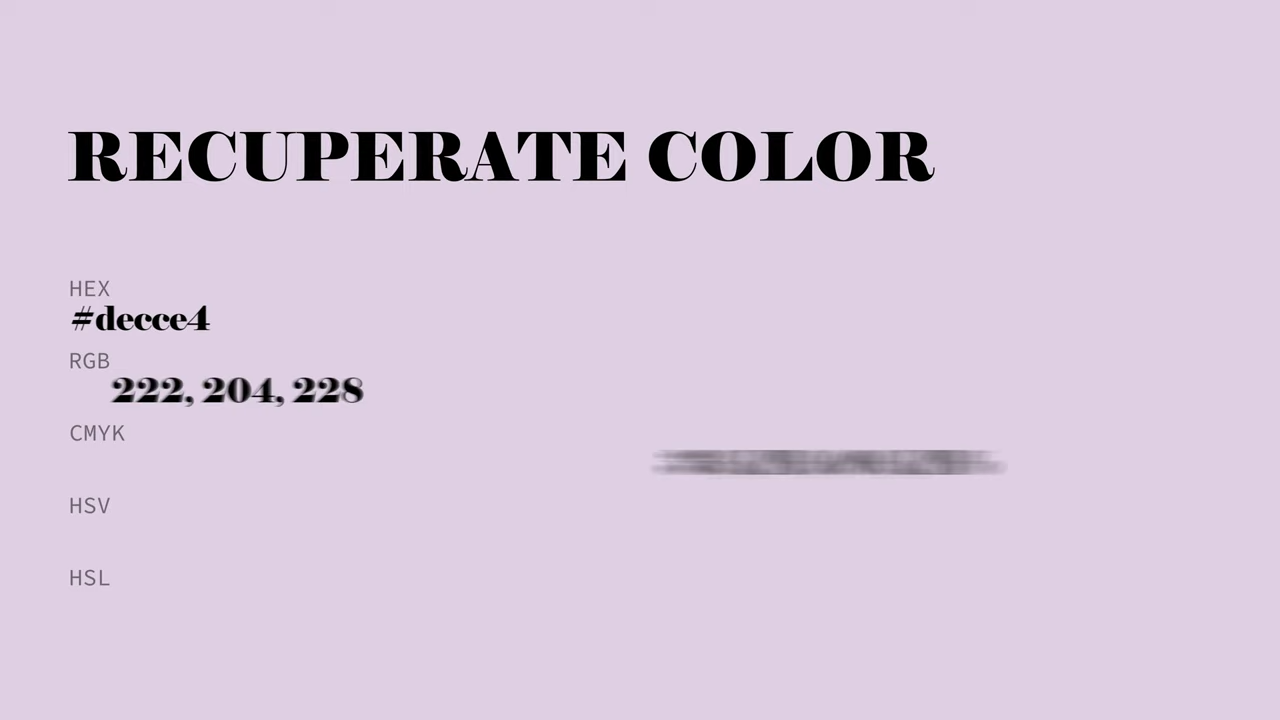 RECUPERATE COLOR
HEX
#decce4
RGB
222, 204, 228
CMYK
HSV
HSL